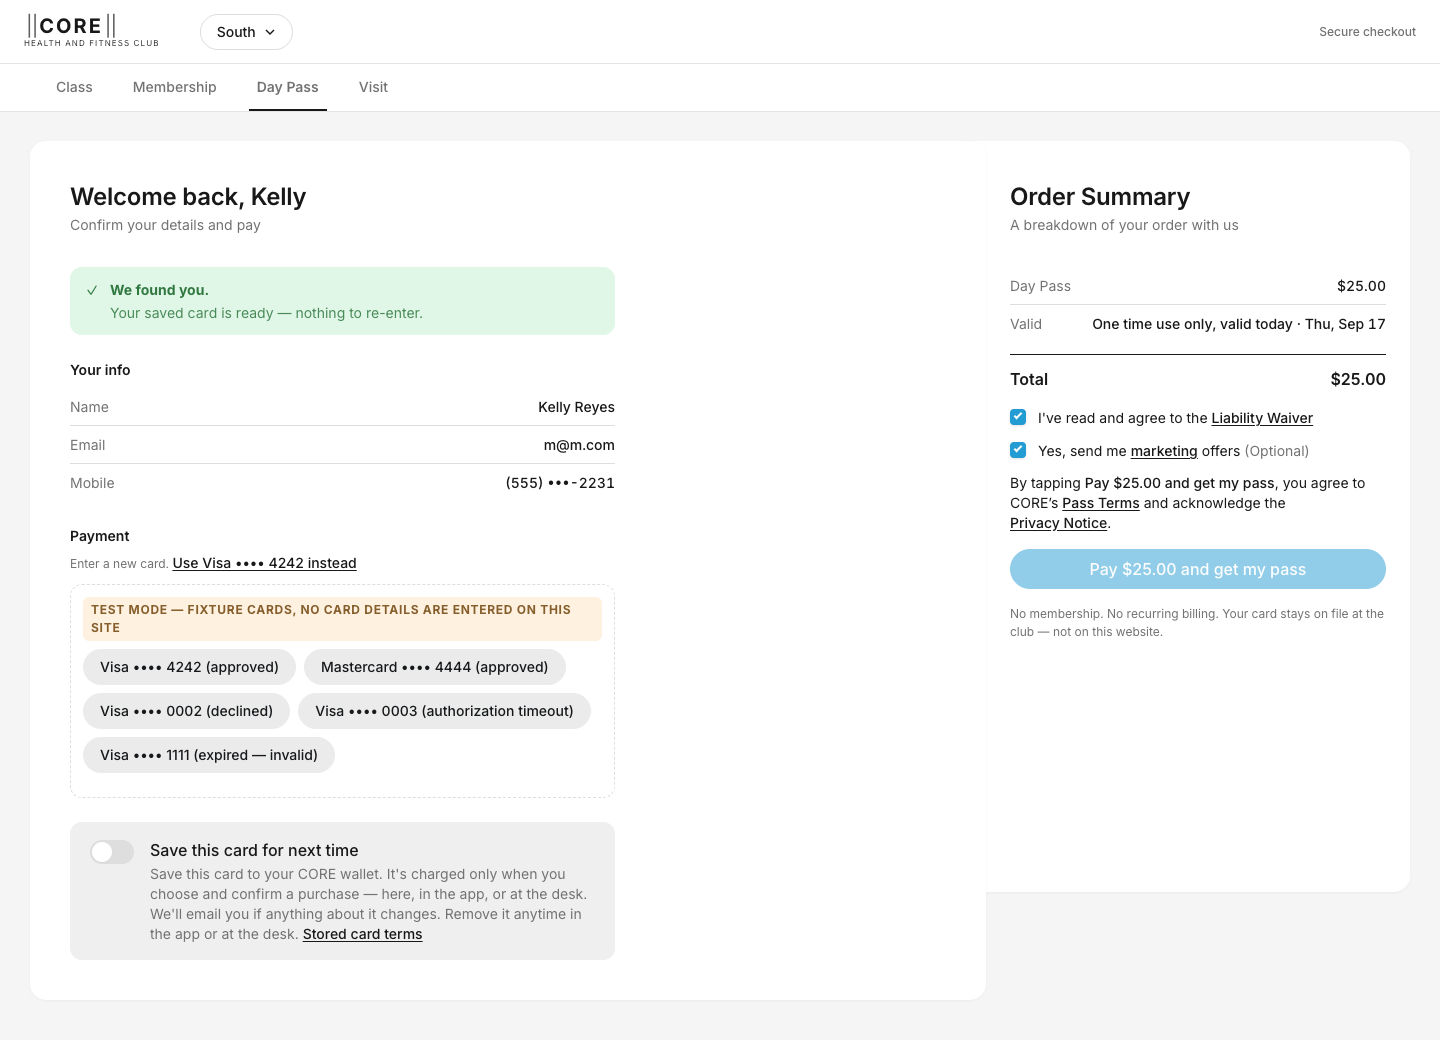 CORE
HEALTH AND FITNESS CLUB
South
Secure checkout
Class
Membership
Day Pass
Visit
Welcome back, Kelly
Confirm your details and pay
We found you.
Your saved card is ready — nothing to re-enter.
Your info
Name
Kelly Reyes
Email
m@m.com
Mobile
(555) •••-2231
Payment
Enter a new card. Use Visa •••• 4242 instead
TEST MODE — FIXTURE CARDS, NO CARD DETAILS ARE ENTERED ON THIS
SITE
Visa •••• 4242 (approved)
Mastercard •••• 4444 (approved)
Visa •••• 0002 (declined)
Visa •••• 0003 (authorization timeout)
Visa •••• 1111 (expired — invalid)
Save this card for next time
Save this card to your CORE wallet. It's charged only when you
choose and confirm a purchase — here, in the app, or at the desk.
We'll email you if anything about it changes. Remove it anytime in
the app or at the desk. Stored card terms
Order Summary
A breakdown of your order with us
Day Pass
$25.00
Valid
One time use only, valid today · Thu, Sep 17
Total
$25.00
I've read and agree to the Liability Waiver
Yes, send me marketing offers (Optional)
By tapping Pay $25.00 and get my pass, you agree to
CORE’s Pass Terms and acknowledge the
Privacy Notice.
Pay $25.00 and get my pass
No membership. No recurring billing. Your card stays on file at the
club — not on this website.